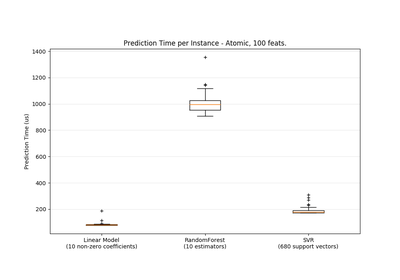 Prediction Time per Instance - Atomic, 100 feats.
1400
1200
1000
800
600
400
200
Prediction Time (us)
Linear Model
(10 non-zero coefficients)
RandomForest
(10 estimators)
SVR
(680 support vectors)